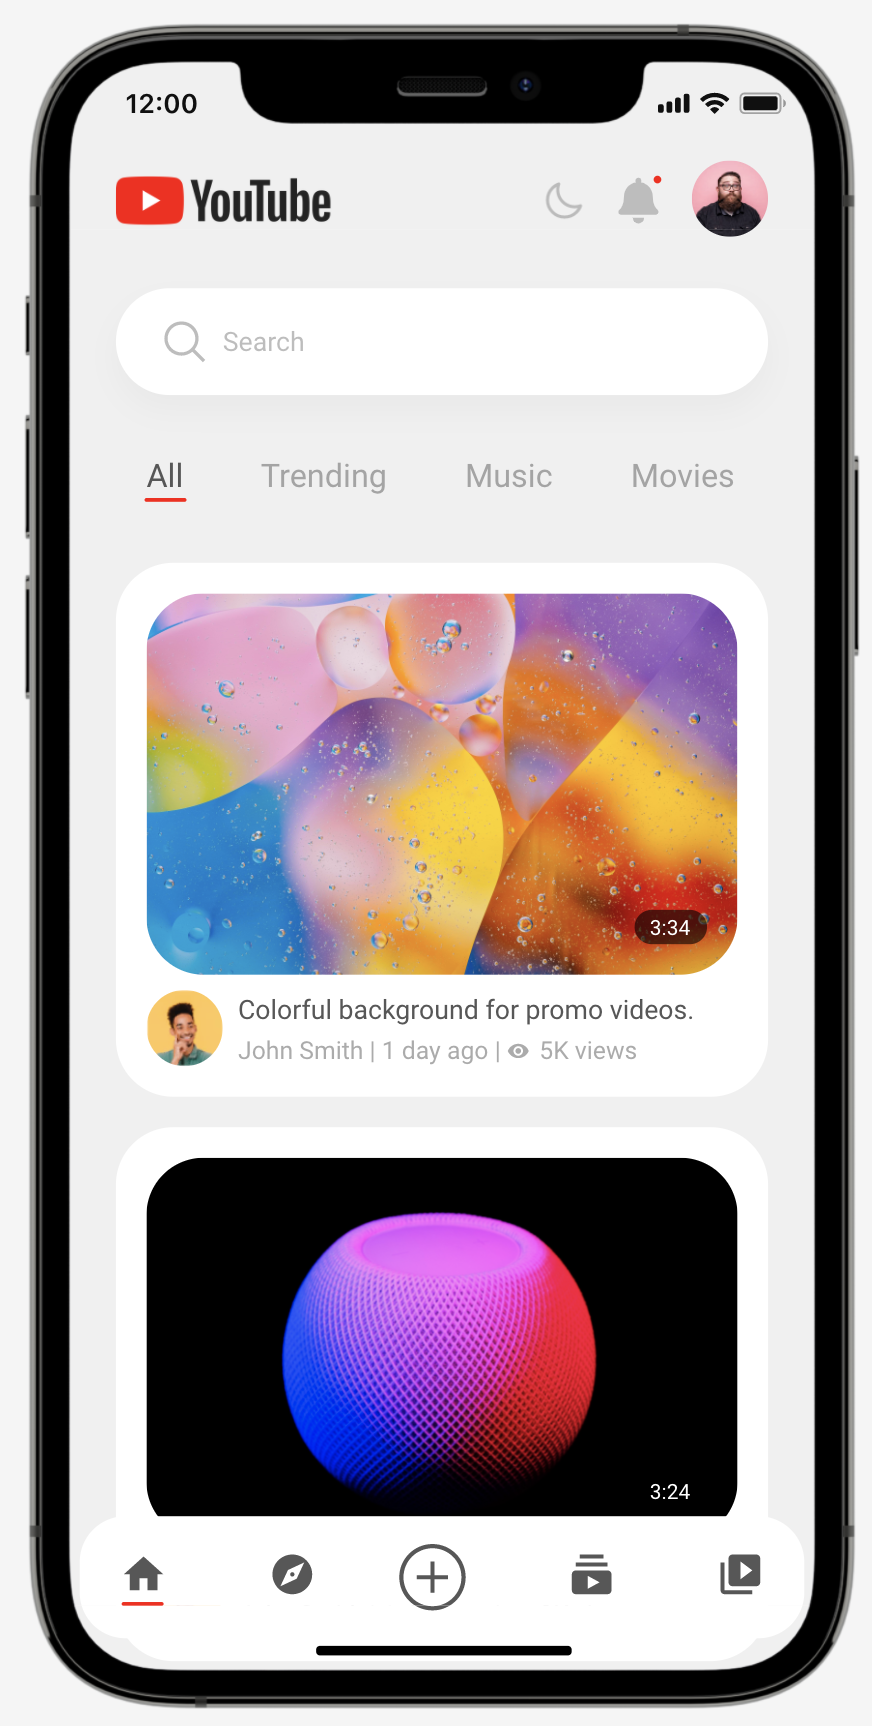 12:00
YouTube
Search
All Trending Music Movies
3:34
Colorful background for promo videos.
John Smith | 1 day ago | 5K views
3:24